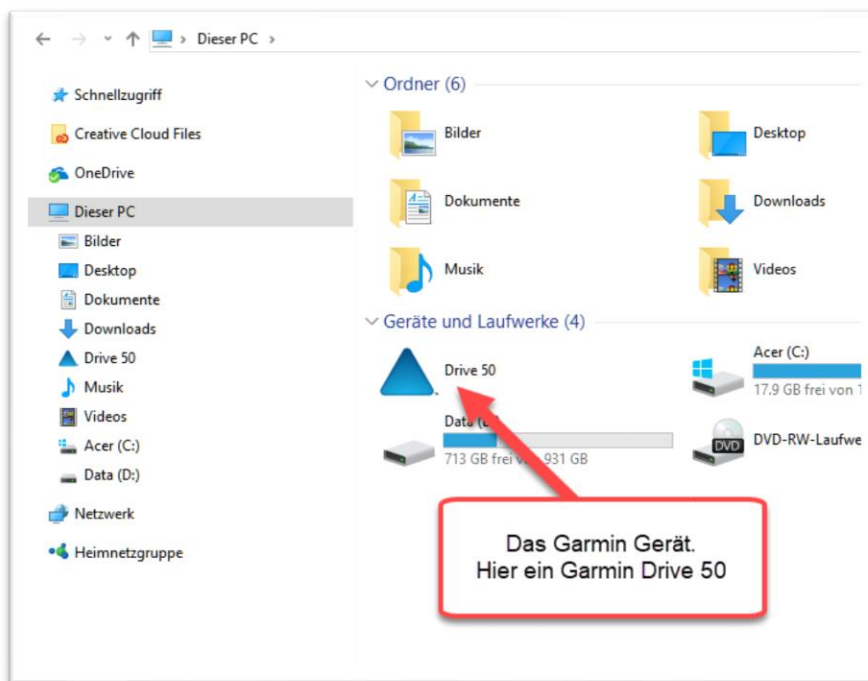 Dieser PC
Schnellzugriff
Creative Cloud Files
OneDrive
Dieser PC
Bilder
Desktop
Dokumente
Downloads
Drive 50
Musik
Videos
Acer (C:)
Data (D:)
Netzwerk
Heimnetzgruppe
Ordner (6)
Bilder
Desktop
Dokumente
Downloads
Musik
Videos
Geräte und Laufwerke (4)
Drive 50
Acer (C:)
17.9 GB frei von 1
Data
713 GB frei 931 GB
DVD
DVD-RW-Laufwe
Das Garmin Gerät.
Hier ein Garmin Drive 50